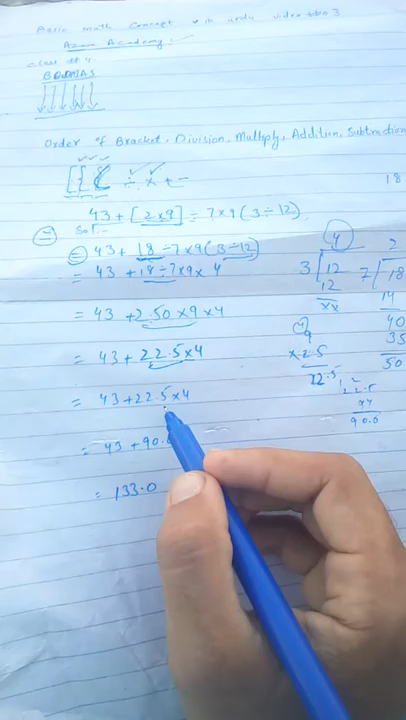 Basic math Concept in urdu video 3
Azam Academy
class # 4
BODMAS
Order of Bracket, Division, Multiply, Addition, Subtraction
[ { ( ÷ × + -
18
43 + [2×9] ÷ 7×9(3÷12)
Sol:-
= 43 + 18 ÷ 7×9(3÷12)
= 43 + 18÷7×9×4
= 43 + 2.50×9×4
= 43 + 22.5×4
= 43 + 22.5×4
= 43 + 90.
= 133.0
4
3 12
12
××
2
7 18
14
40
35
50
9
×2.5
22.5
22.5
×4
90.0